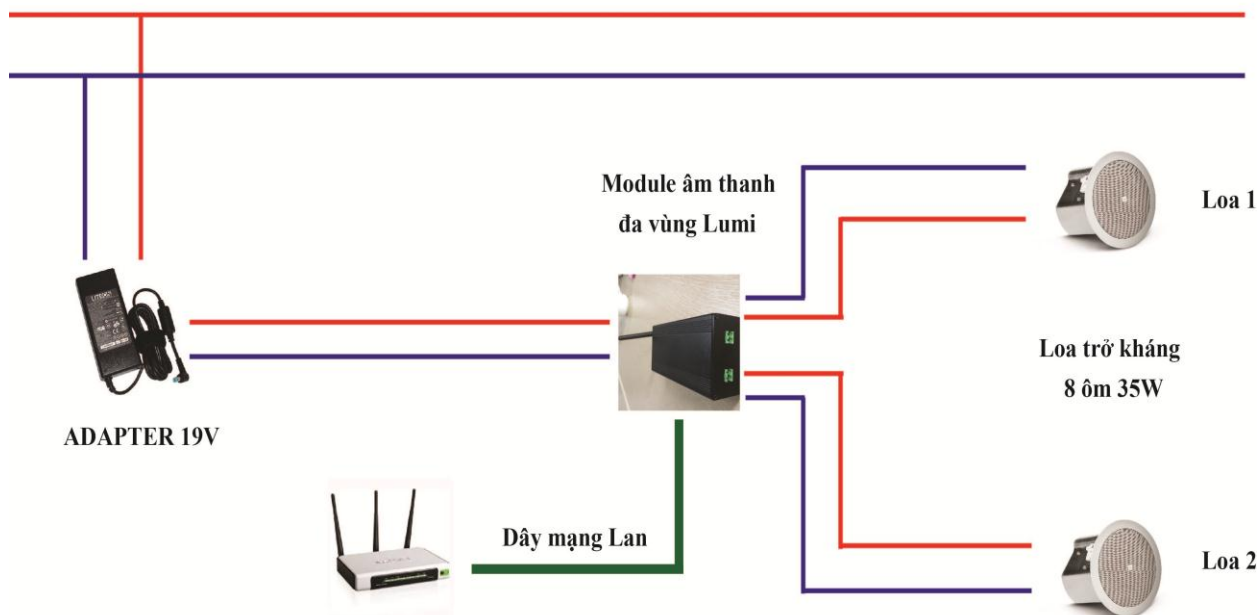 Module âm thanh
đa vùng Lumi
Loa 1
Loa trở kháng
8 ôm 35W
ADAPTER 19V
Dây mạng Lan
Loa 2